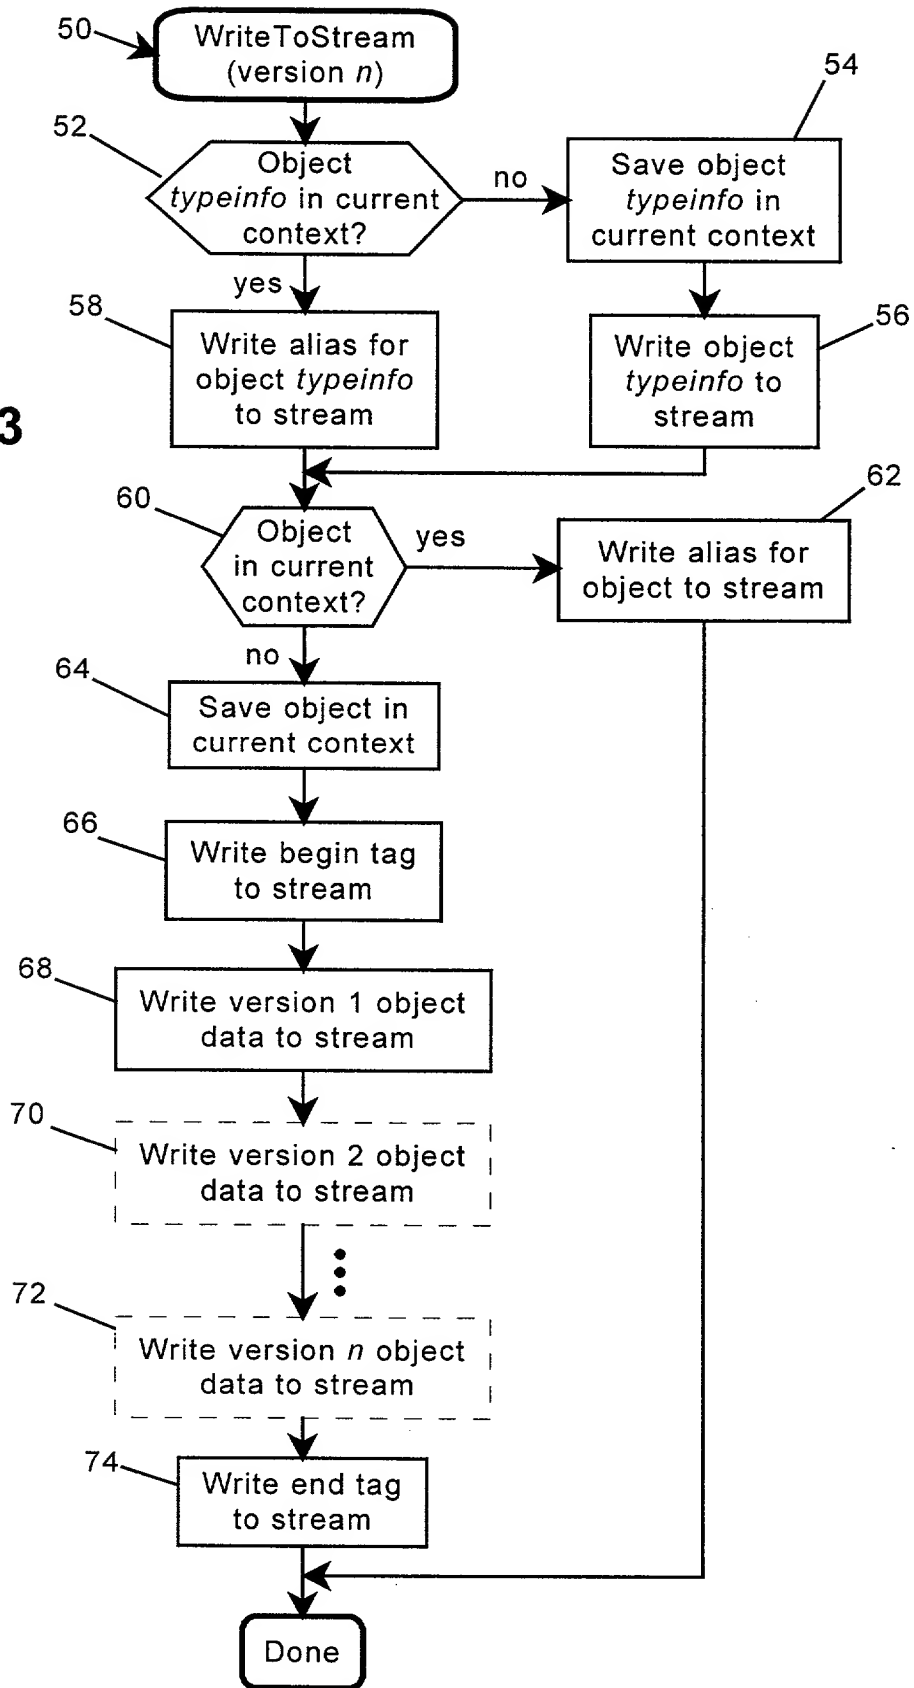 50
WriteToStream
(version n)
54
52
Object
typeinfo in current
context?
no
Save object
typeinfo in
current context
yes
58
56
Write alias for
object typeinfo
to stream
Write object
typeinfo to
stream
3
62
60
Object
in current
context?
yes
Write alias for
object to stream
no
64
Save object in
current context
66
Write begin tag
to stream
68
Write version 1 object
data to stream
70
Write version 2 object
data to stream
72
Write version n object
data to stream
74
Write end tag
to stream
Done